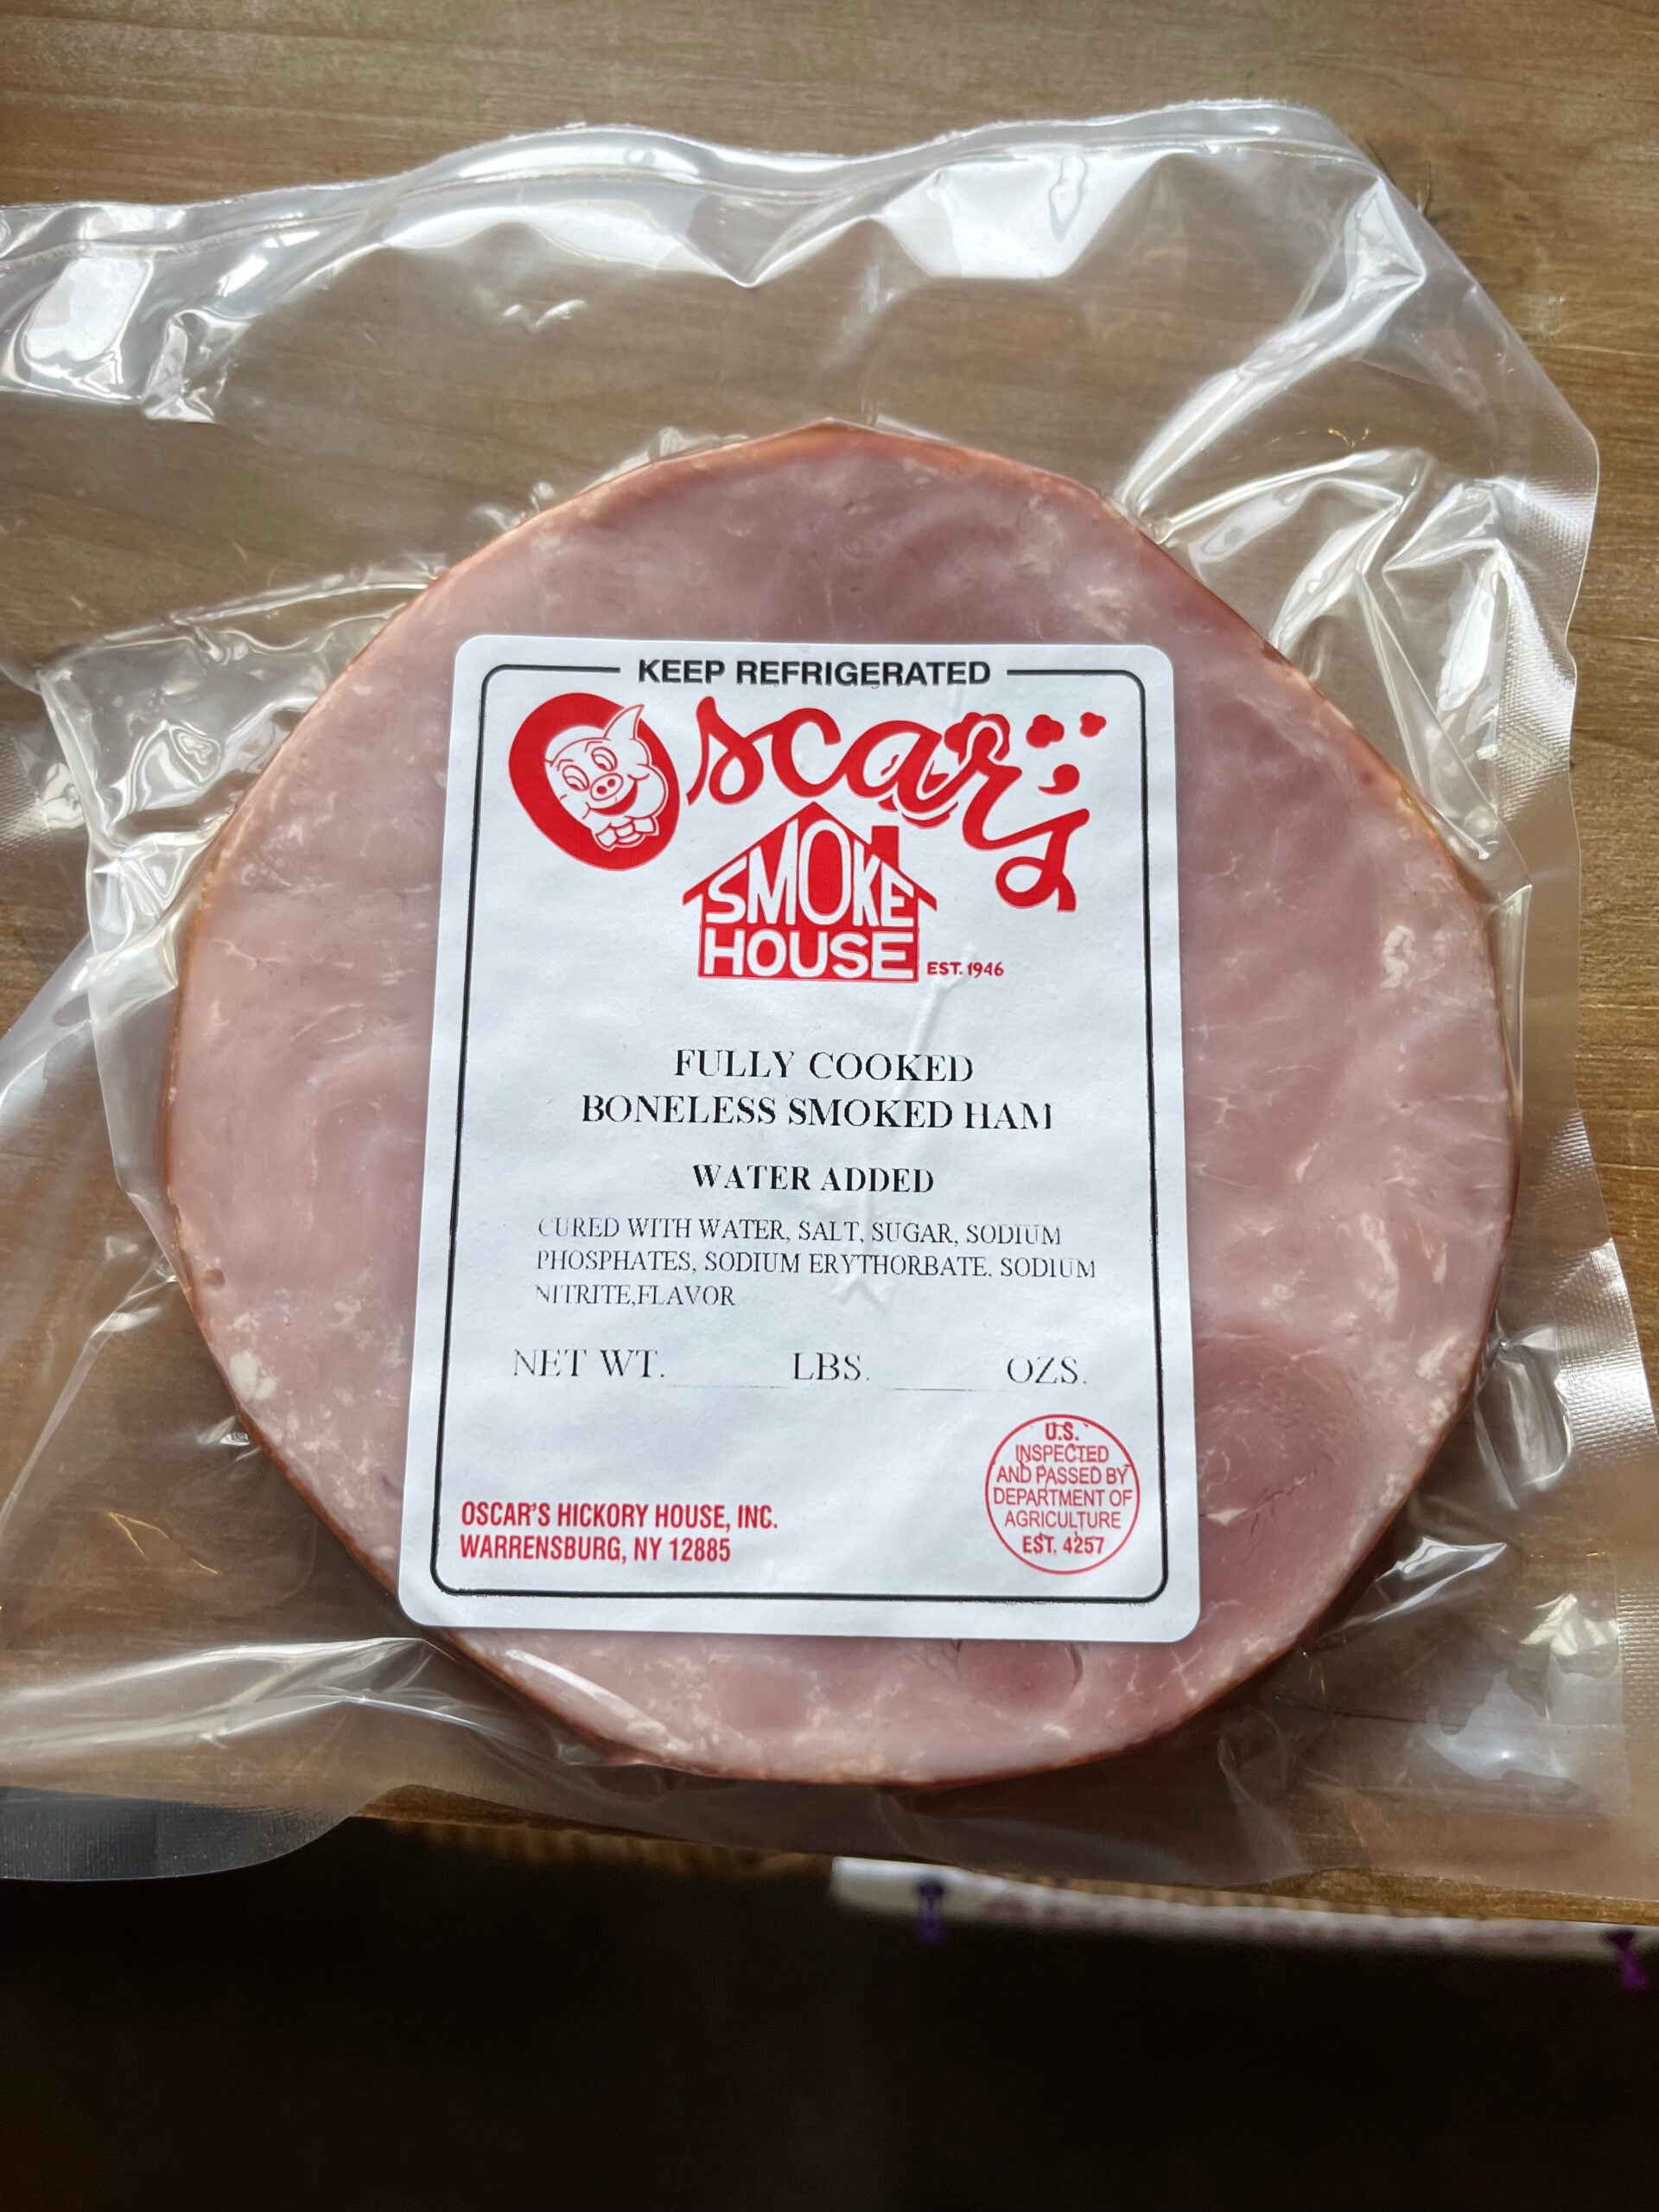 KEEP REFRIGERATED
Oscar's
SMOKE
HOUSE
EST. 1946
FULLY COOKED
BONELESS SMOKED HAM
WATER ADDED
CURED WITH WATER, SALT, SUGAR, SODIUM
PHOSPHATES, SODIUM ERYTHORBATE. SODIUM
NITRITE,FLAVOR
NET WT. ______ LBS. ______ OZS.
U.S.
INSPECTED
AND PASSED BY
DEPARTMENT OF
AGRICULTURE
EST. 4257
OSCAR'S HICKORY HOUSE, INC.
WARRENSBURG, NY 12885